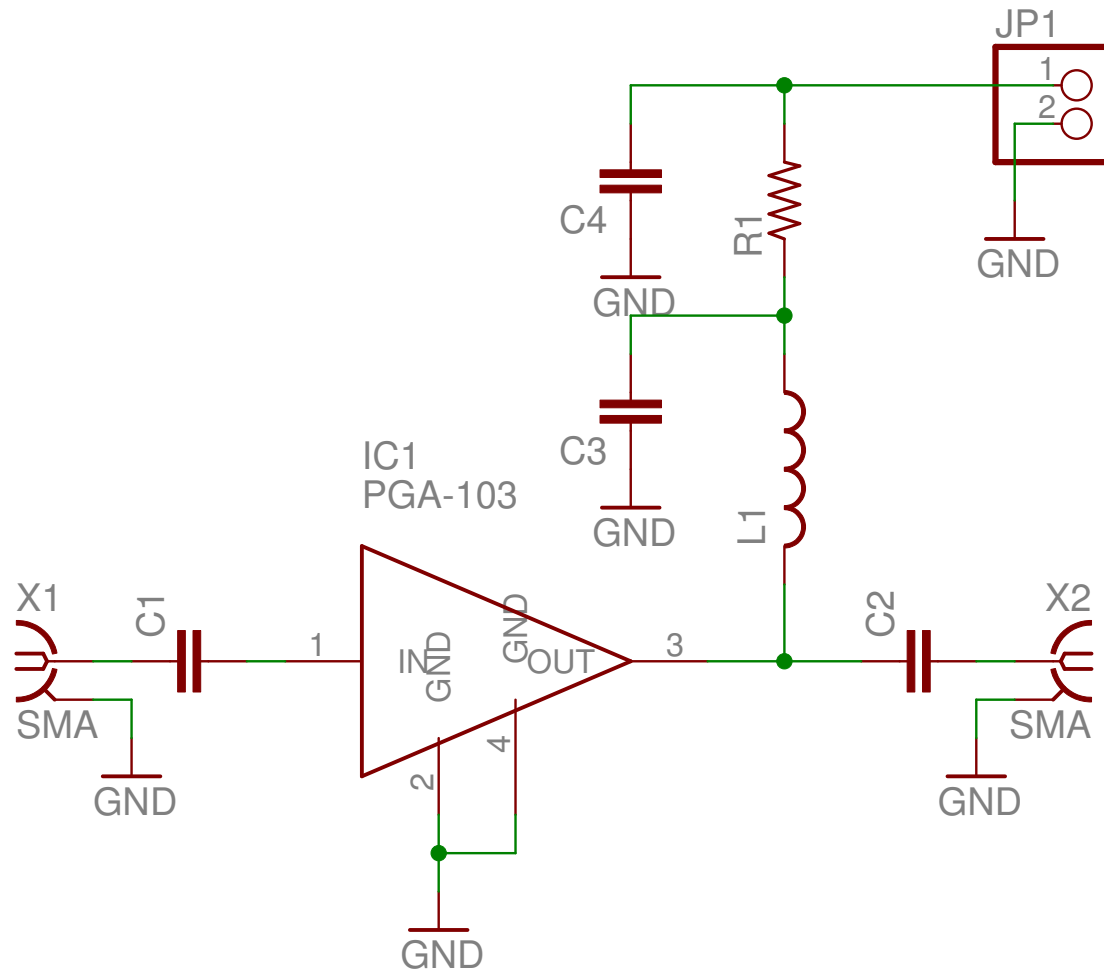 JP1
1
2
C4
R1
GND
GND
C3
L1
GND
IC1
PGA-103
X1
C1
1
IN
GND
GND
OUT
3
C2
X2
SMA
SMA
4
2
GND
GND
GND